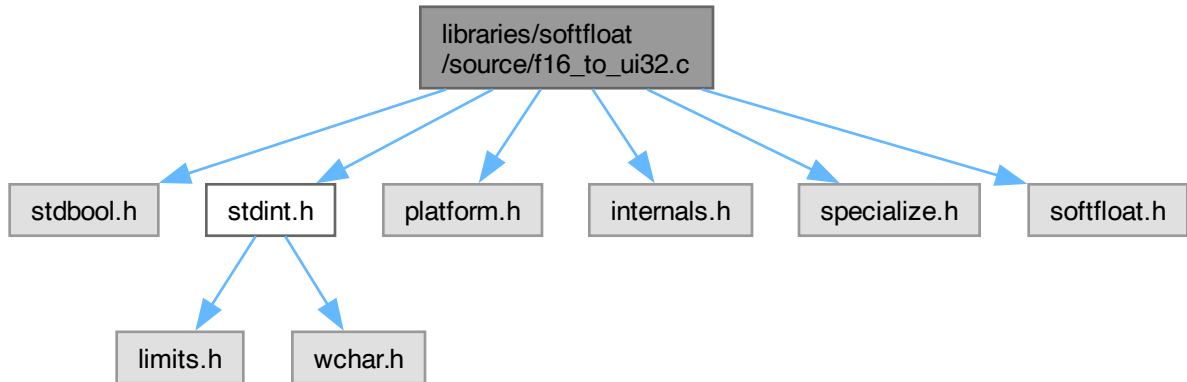 libraries/softfloat
/source/f16_to_ui32.c
stdbool.h
stdint.h
platform.h
internals.h
specialize.h
softfloat.h
limits.h
wchar.h